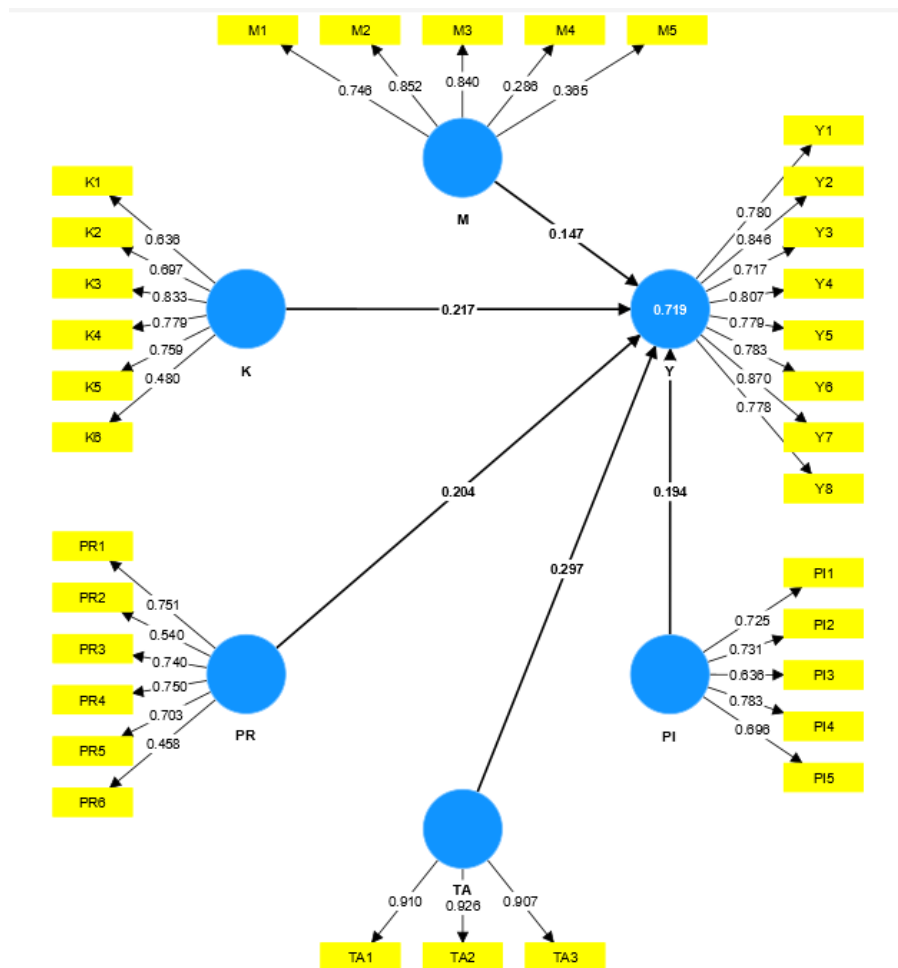 M1 M2 M3 M4 M5
0.746 0.852 0.840 0.286 0.365
M
K1
K2
K3
K4
K5
K6
0.636
0.697
0.833
0.779
0.759
0.480
K
0.147
0.217
0.204
0.297
0.194
Y1
Y2
Y3
Y4
Y5
Y6
Y7
Y8
0.780
0.846
0.717
0.807
0.779
0.783
0.870
0.778
0.719
Y
PR1
PR2
PR3
PR4
PR5
PR6
0.751
0.540
0.740
0.750
0.703
0.458
PR
PI1
PI2
PI3
PI4
PI5
0.725
0.731
0.636
0.783
0.696
PI
TA
0.910 0.926 0.907
TA1 TA2 TA3